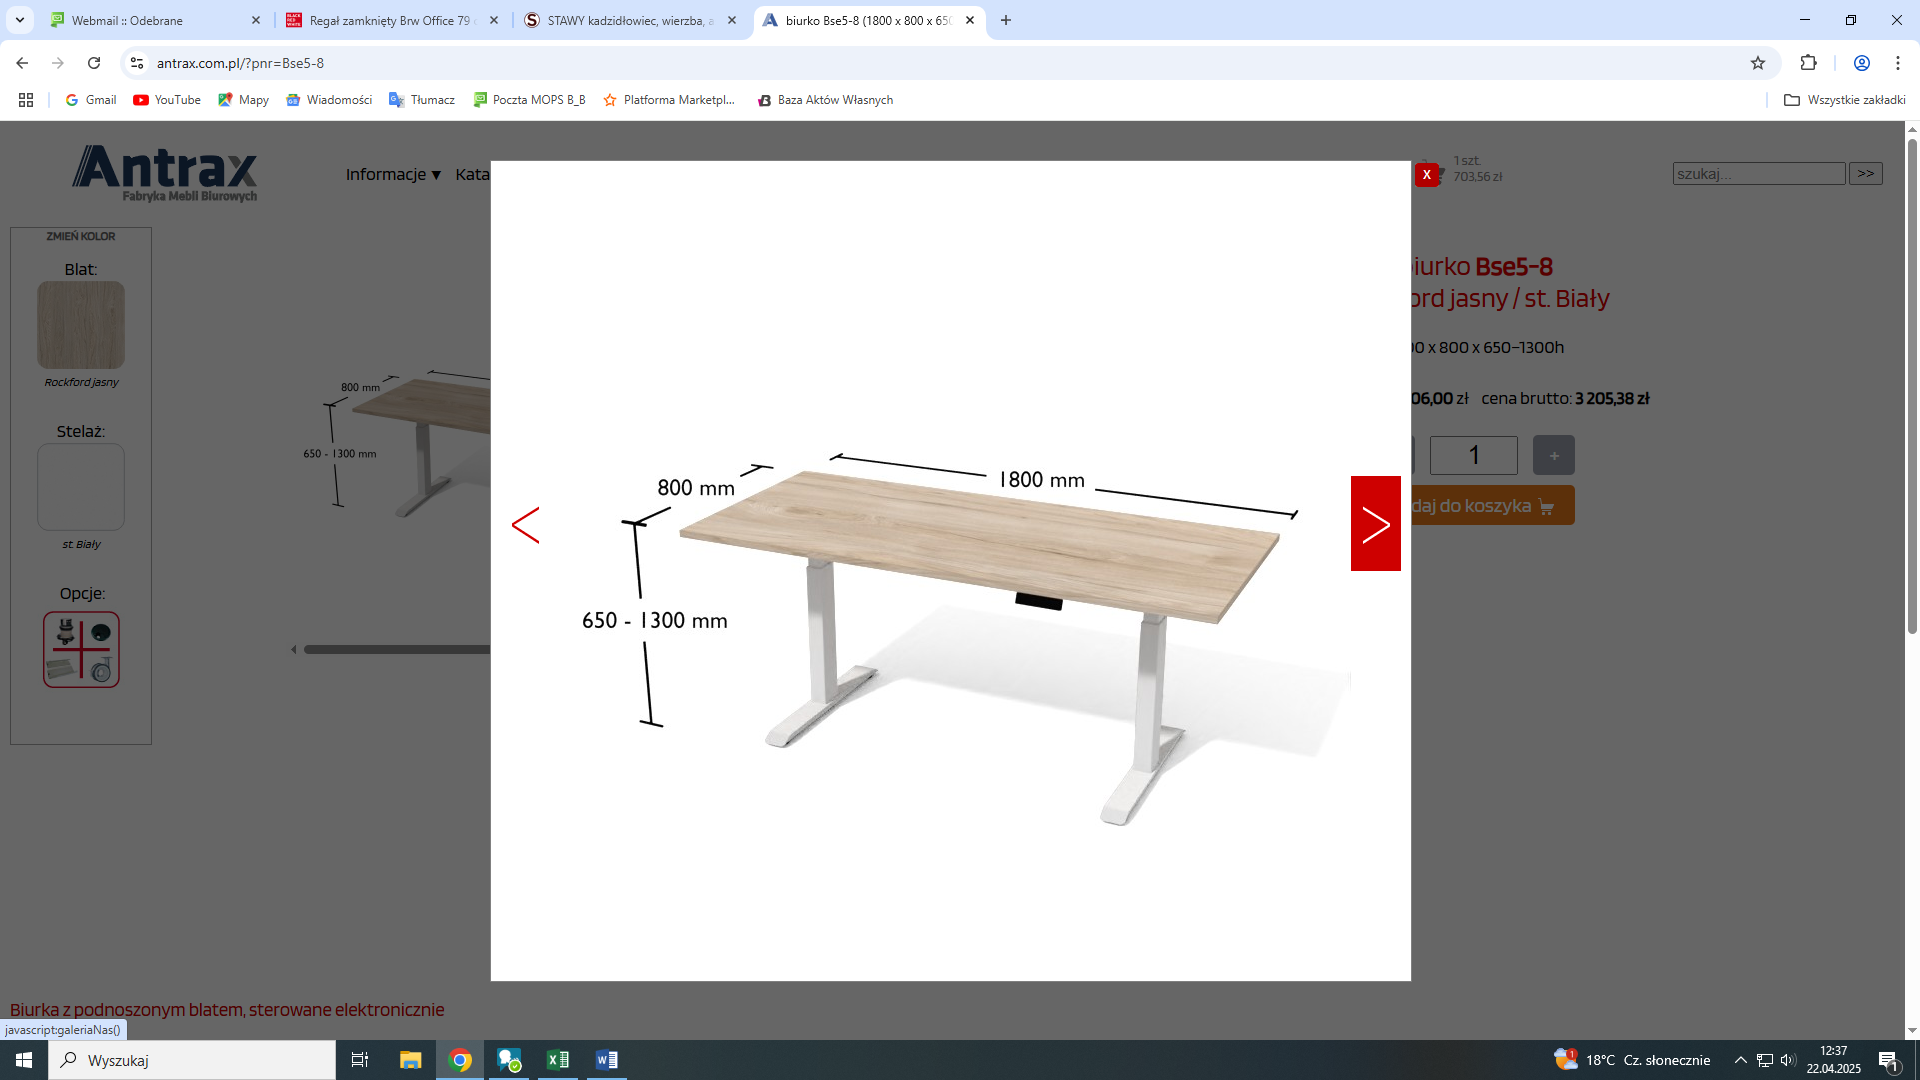 Webmail :: Odebrane
Regał zamknięty Brw Office 79
STAWY kadzidłowiec, wierzba,
biurko Bse5-8 (1800 x 800 x 650
antrax.com.pl/?pnr=Bse5-8
Gmail
YouTube
Mapy
Wiadomości
Tłumacz
Poczta MOPS B_B
Platforma Marketpl...
Baza Aktów Własnych
Wszystkie zakładki
Antrax
Fabryka Mebli Biurowych
Informacje ▼
Kata
X
1 szt.
703,56 zł
szukaj...
>>
ZMIEŃ KOLOR
Blat:
Rockford jasny
Stelaż:
st. Biały
Opcje:
800 mm
650 - 1300 mm
800 mm
1800 mm
650 - 1300 mm
iurko Bse5-8
ord jasny / st. Biały
00 x 800 x 650-1300h
06,00 zł cena brutto: 3 205,38 zł
1
+
daj do koszyka
Biurka z podnoszonym blatem, sterowane elektronicznie
javascript:galeriaNas()
Wyszukaj
1
18°C Cz. słonecznie
12:37
22.04.2025
1